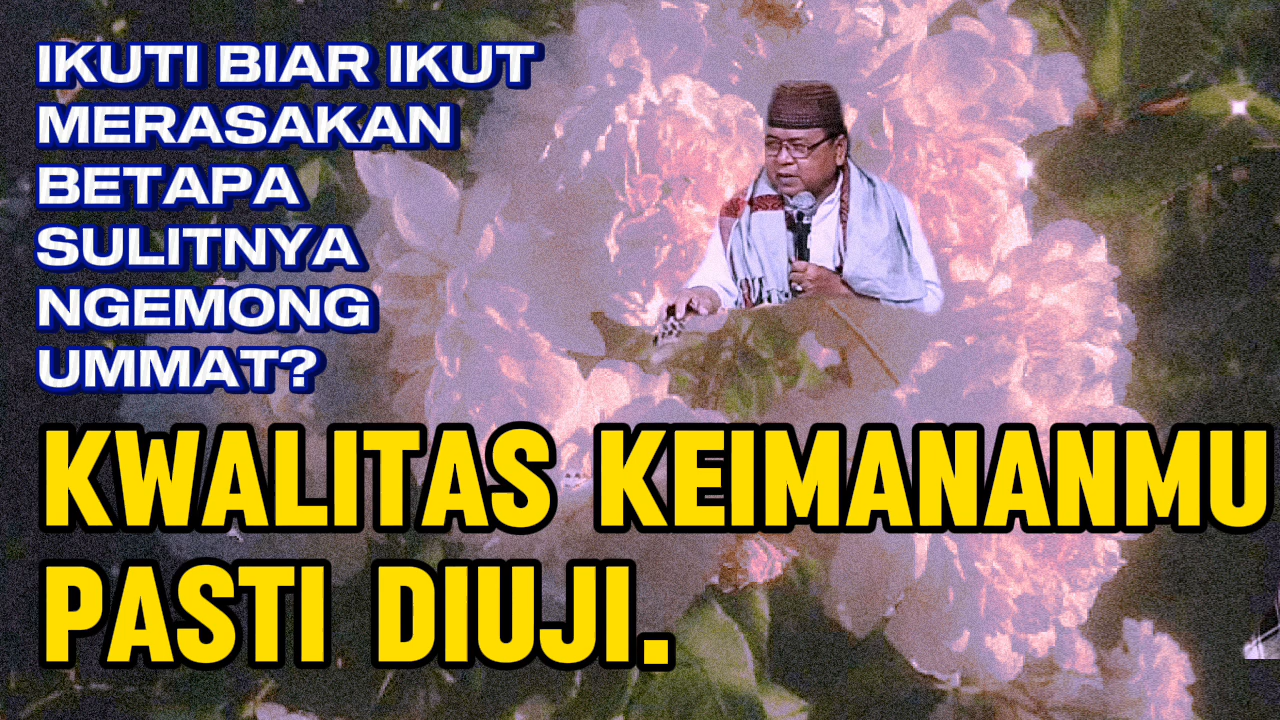 IKUTI BIAR IKUT
MERASAKAN
BETAPA
SULITNYA
NGEMONG
UMMAT?
KWALITAS KEIMANANMU
PASTI DIUJI.